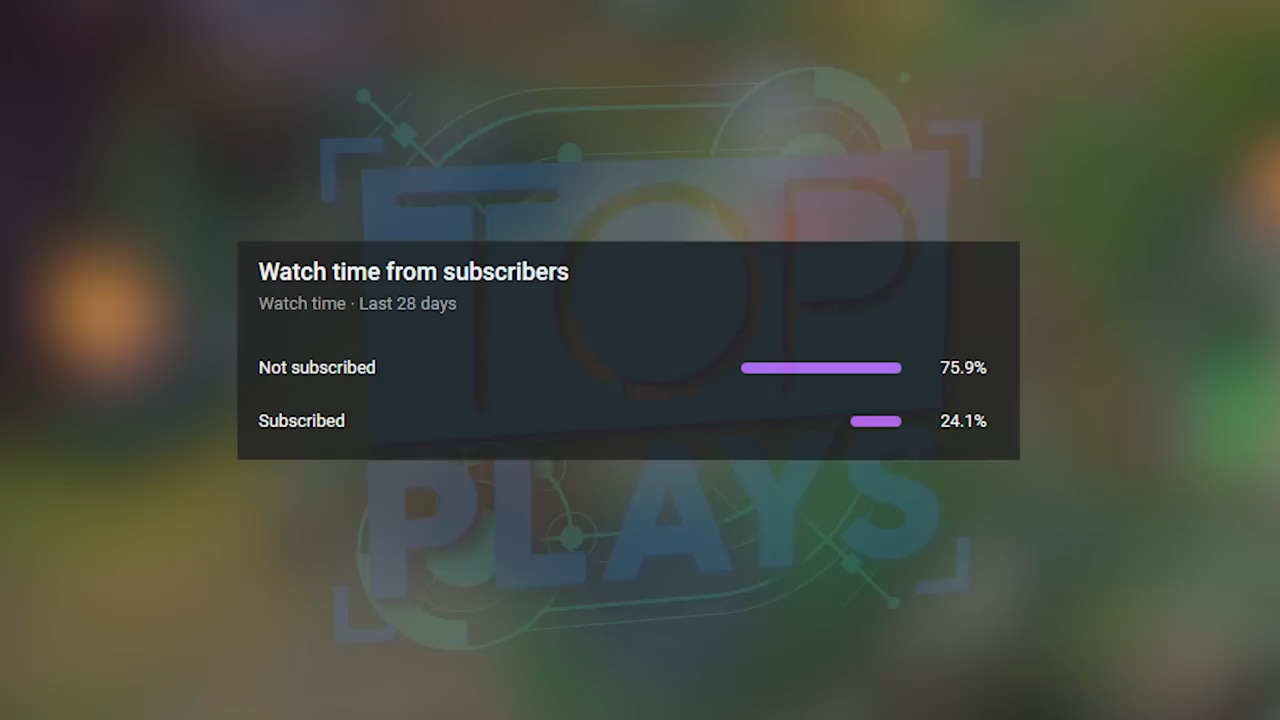 TOP
Watch time from subscribers
Watch time · Last 28 days
Not subscribed 75.9%
Subscribed 24.1%
PLAYS